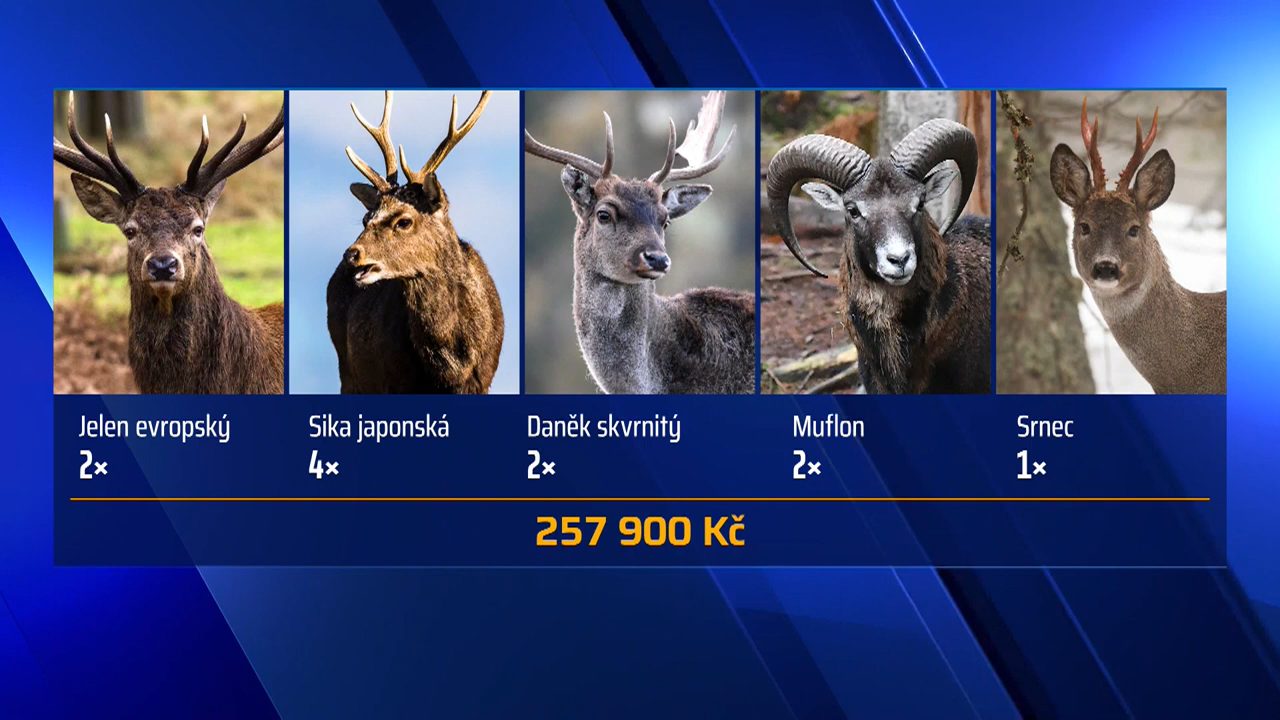 Jelen evropský
2×
Sika japonská
4×
Daněk skvrnitý
2×
Muflon
2×
Srnec
1×
257 900 Kč